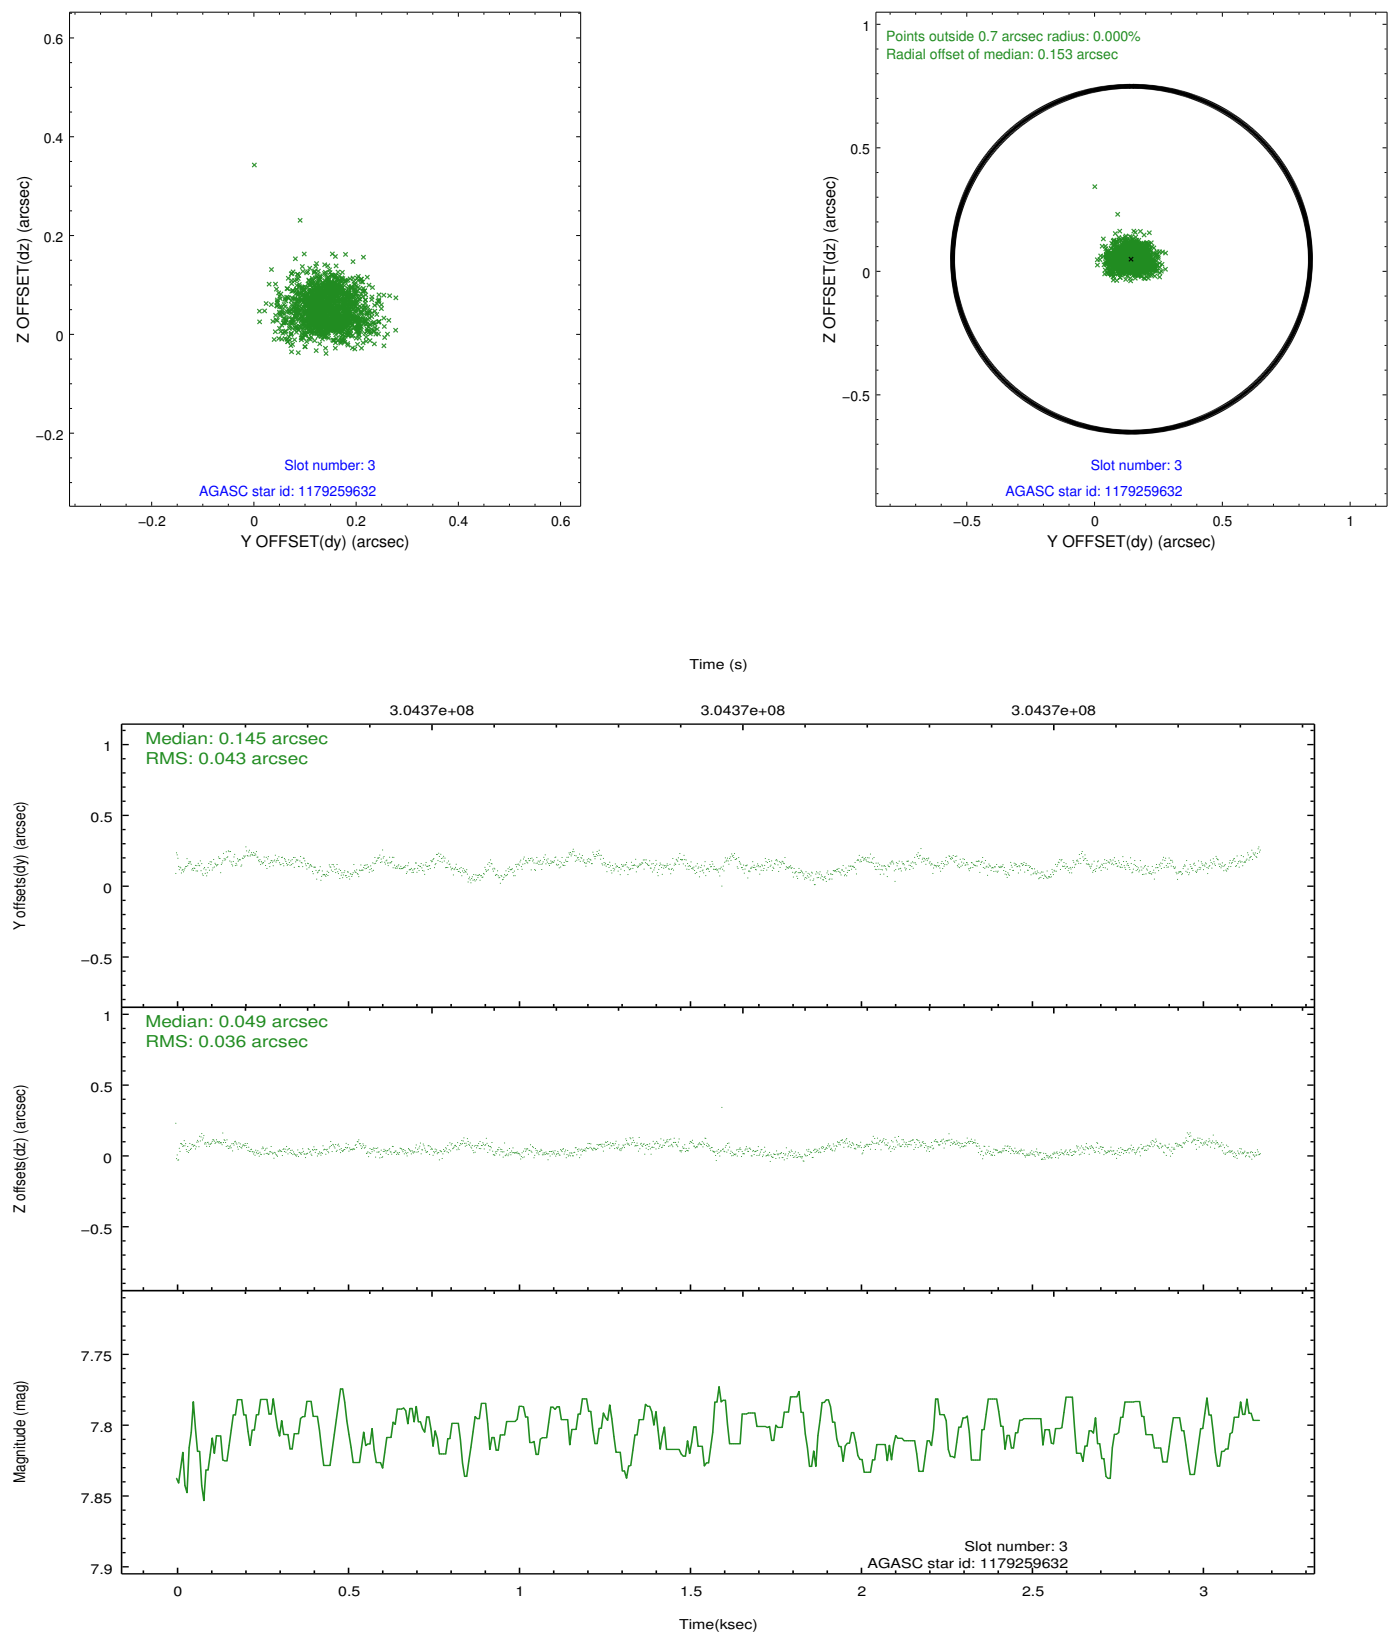 0.6
0.4
0.2
0
−0.2
Z OFFSET(dz) (arcsec)
Slot number: 3
AGASC star id: 1179259632
−0.2
0
0.2
0.4
0.6
Y OFFSET(dy) (arcsec)
1
0.5
0
−0.5
Z OFFSET(dz) (arcsec)
Points outside 0.7 arcsec radius: 0.000%
Radial offset of median: 0.153 arcsec
Slot number: 3
AGASC star id: 1179259632
−0.5
0
0.5
1
Y OFFSET(dy) (arcsec)
Time (s)
3.0437e+08
3.0437e+08
3.0437e+08
Median: 0.145 arcsec
RMS: 0.043 arcsec
1
0.5
0
−0.5
Y offsets(dy) (arcsec)
Median: 0.049 arcsec
RMS: 0.036 arcsec
1
0.5
0
−0.5
Z offsets(dz) (arcsec)
7.75
7.8
7.85
7.9
Magnitude (mag)
Slot number: 3
AGASC star id: 1179259632
0
0.5
1
1.5
2
2.5
3
Time(ksec)